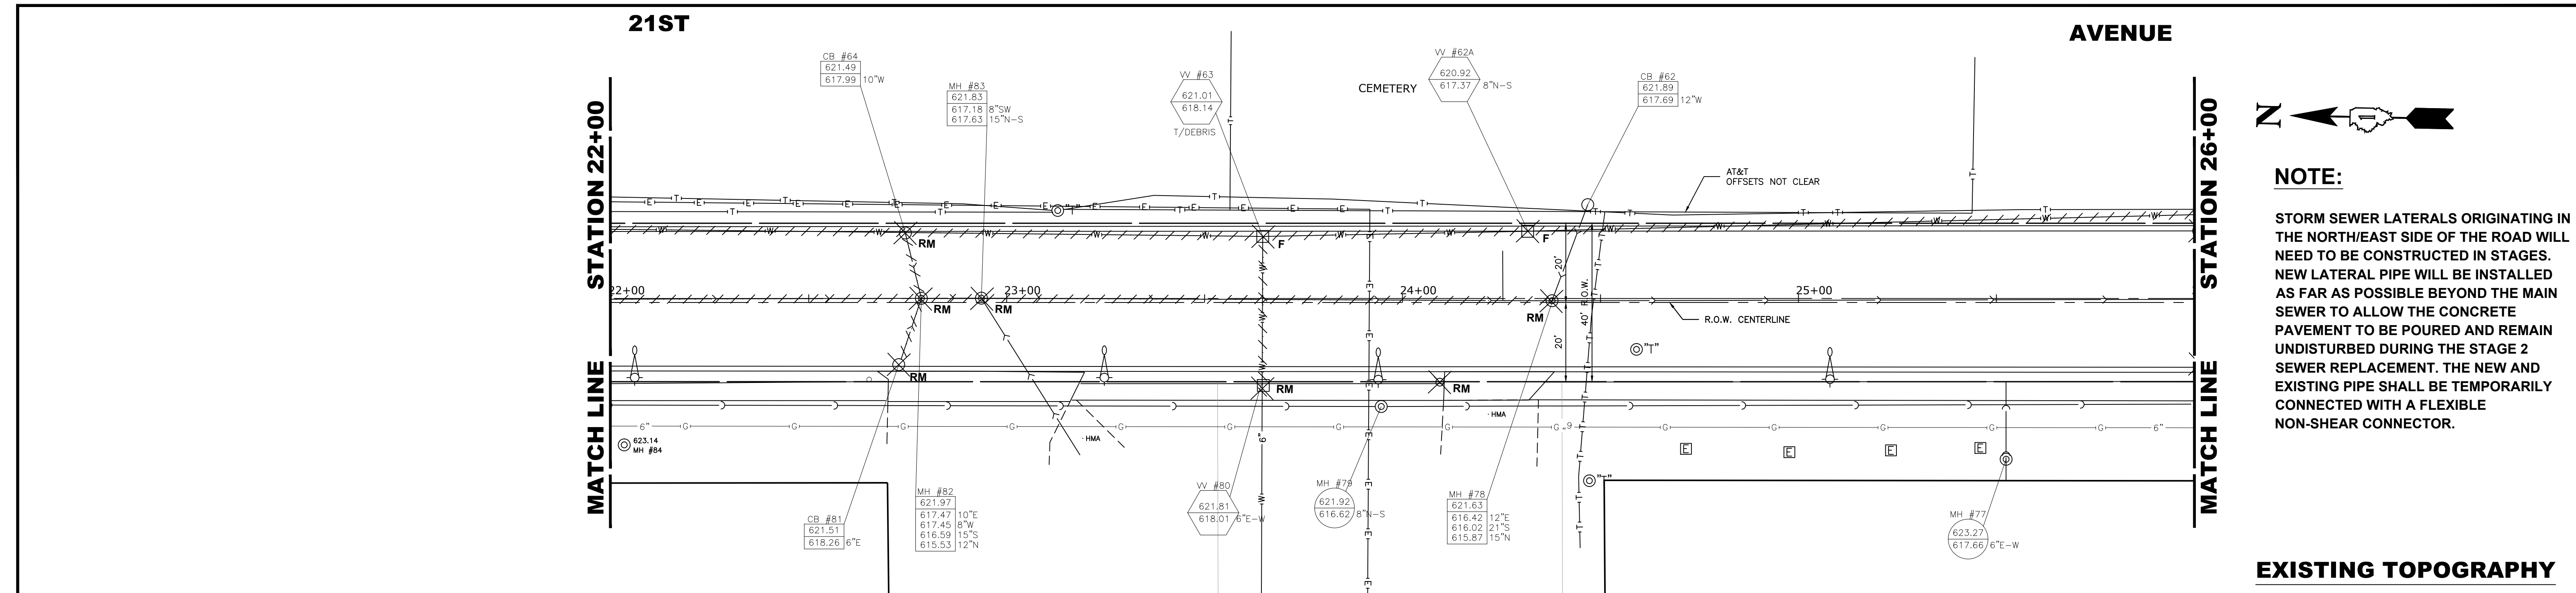 21ST
AVENUE
CB #64
621.49
617.99 10"W
MH #83
621.83
617.18 8"SW
617.63 15"N-S
VV #63
621.01
618.14
T/DEBRIS
CEMETERY
VV #62A
620.92
617.37 8"N-S
CB #62
621.89
617.69 12"W
AT&T
OFFSETS NOT CLEAR
STATION 22+00
MATCH LINE
STATION 26+00
MATCH LINE
N
NOTE:
STORM SEWER LATERALS ORIGINATING IN
THE NORTH/EAST SIDE OF THE ROAD WILL
NEED TO BE CONSTRUCTED IN STAGES.
NEW LATERAL PIPE WILL BE INSTALLED
AS FAR AS POSSIBLE BEYOND THE MAIN
SEWER TO ALLOW THE CONCRETE
PAVEMENT TO BE POURED AND REMAIN
UNDISTURBED DURING THE STAGE 2
SEWER REPLACEMENT. THE NEW AND
EXISTING PIPE SHALL BE TEMPORARILY
CONNECTED WITH A FLEXIBLE
NON-SHEAR CONNECTOR.
"T"
RM
F
F
22+00
23+00
24+00
25+00
RM
RM
RM
20'
40' R.O.W.
20'
R.O.W. CENTERLINE
"T"
RM
RM
RM
HMA
HMA
6"
G
G
G
G
G
G
G
G
6"
G
G
G
G
G
6"
6"
623.14
MH #84
E
E
E
E
"T"
CB #81
621.51
618.26 6"E
MH #82
621.97
617.47 10"E
617.45 8"W
616.59 15"S
615.53 12"N
VV #80
621.81
618.01 6"E-W
MH #79
621.92
616.62 8"N-S
MH #78
621.63
616.42 12"E
616.02 21"S
615.87 15"N
MH #77
623.27
617.66 6"E-W
EXISTING TOPOGRAPHY